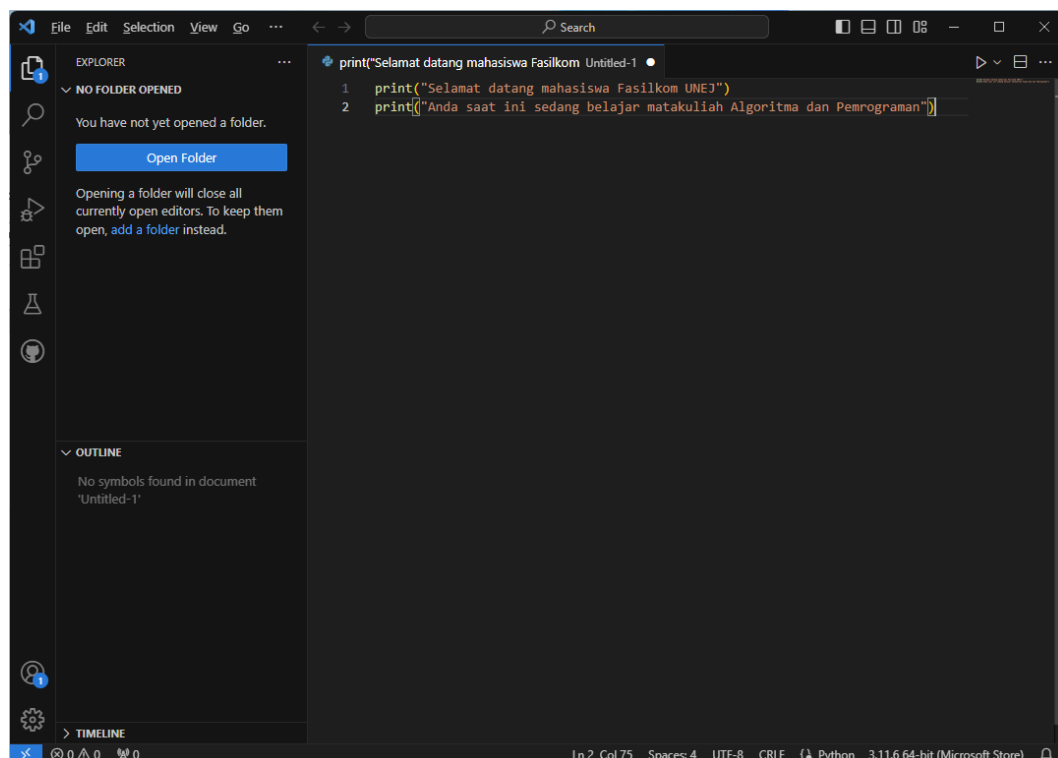 File Edit Selection View Go ··· Search
EXPLORER ···
NO FOLDER OPENED
You have not yet opened a folder.
Open Folder
Opening a folder will close all
currently open editors. To keep them
open, add a folder instead.
OUTLINE
No symbols found in document
'Untitled-1'
TIMELINE
print("Selamat datang mahasiswa Fasilkom Untitled-1
1 print("Selamat datang mahasiswa Fasilkom UNEJ")
2 print("Anda saat ini sedang belajar matakuliah Algoritma dan Pemrograman")
1
1
0 0 0 Ln 2, Col 75 Spaces: 4 UTF-8 CRLF Python 3.11.6 64-bit (Microsoft Store)